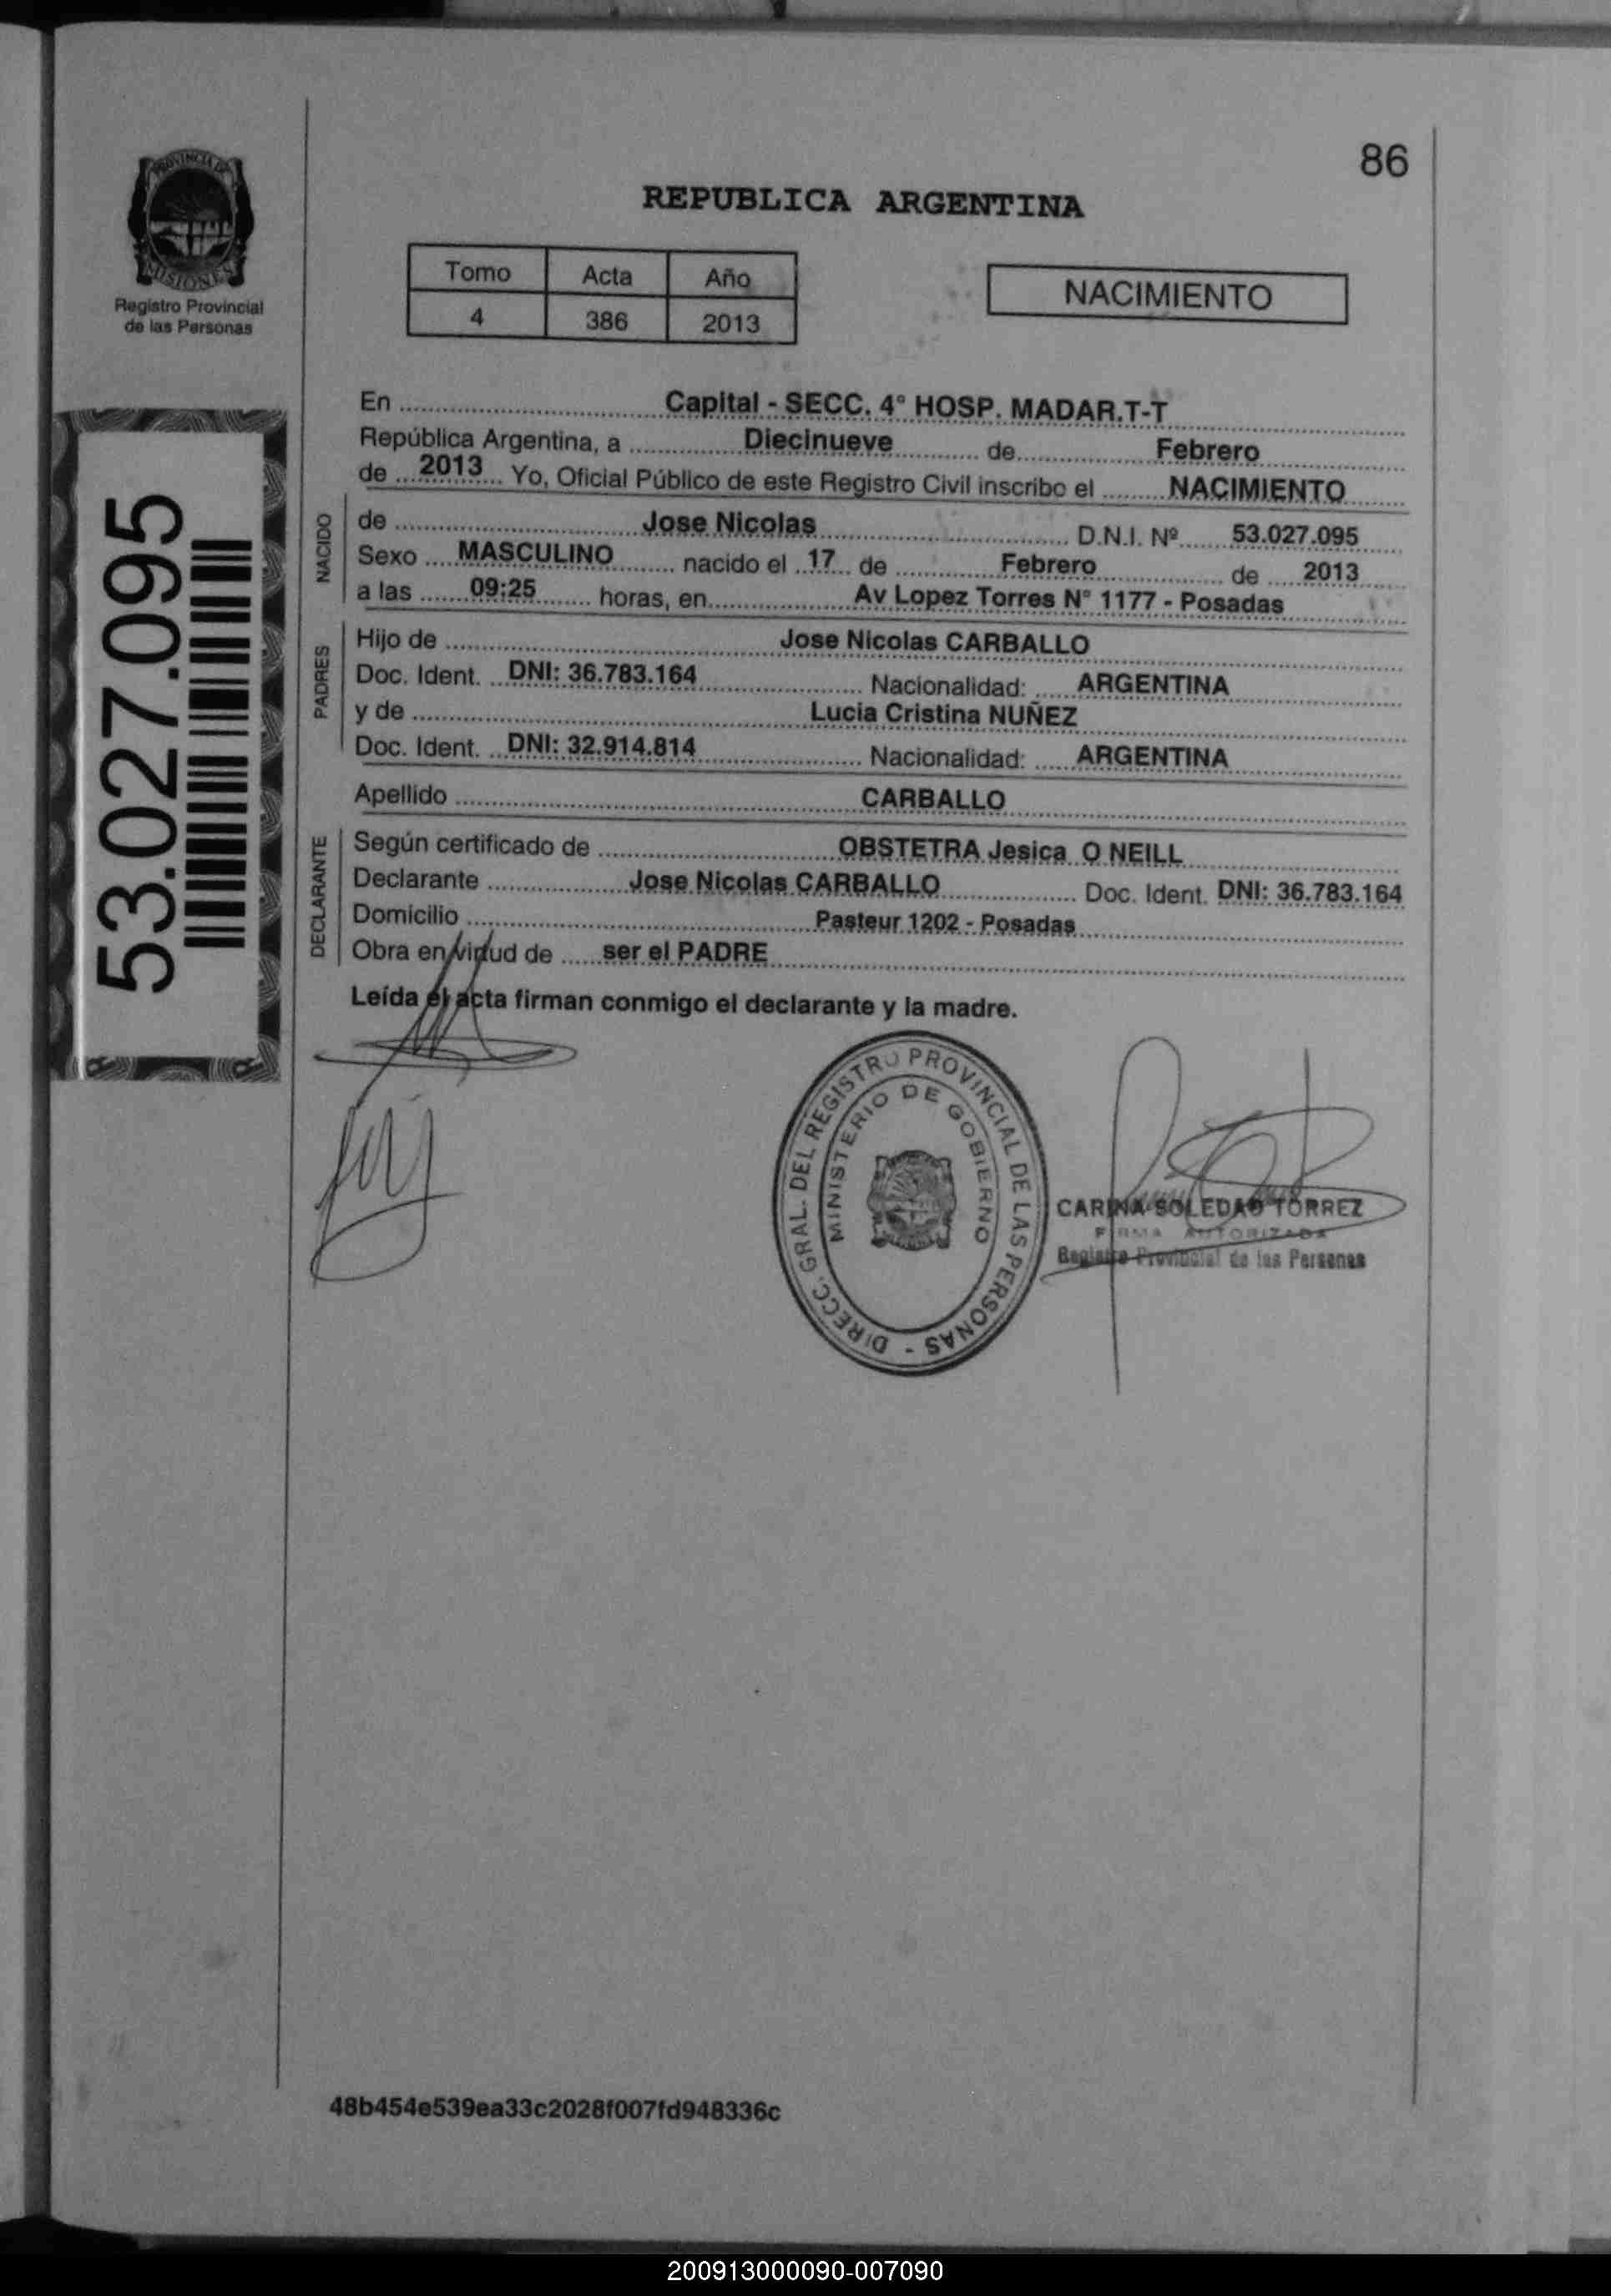 86
PROVINCIA DE
MISIONES
Registro Provincial
de las Personas
REPUBLICA ARGENTINA
Tomo Acta Año
4 386 2013
NACIMIENTO
53.027.095
En Capital - SECC. 4° HOSP. MADAR.T-T
República Argentina, a Diecinueve de Febrero
de 2013 Yo, Oficial Público de este Registro Civil inscribo el NACIMIENTO
NACIDO
de Jose Nicolas D.N.I. Nº 53.027.095
Sexo MASCULINO nacido el 17 de Febrero de 2013
a las 09:25 horas, en Av Lopez Torres N° 1177 - Posadas
PADRES
Hijo de Jose Nicolas CARBALLO
Doc. Ident. DNI: 36.783.164 Nacionalidad: ARGENTINA
y de Lucia Cristina NUÑEZ
Doc. Ident. DNI: 32.914.814 Nacionalidad: ARGENTINA
Apellido CARBALLO
DECLARANTE
Según certificado de OBSTETRA Jesica O NEILL
Declarante Jose Nicolas CARBALLO Doc. Ident. DNI: 36.783.164
Domicilio Pasteur 1202 - Posadas
Obra en virtud de ser el PADRE
Leída el acta firman conmigo el declarante y la madre.
DIRECC. GRAL. DEL REGISTRO PROVINCIAL DE LAS PERSONAS -
MINISTERIO DE GOBIERNO
CARINA SOLEDAD TORREZ
FIRMA AUTORIZADA
Registro Provincial de las Personas
48b454e539ea33c2028f007fd948336c
200913000090-007090